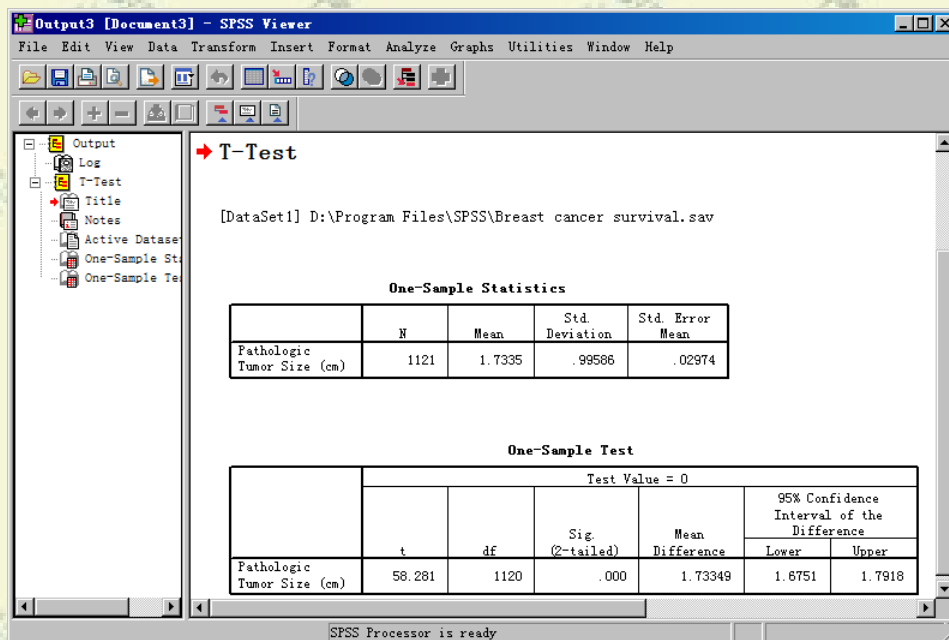 Output3 [Document3] - SPSS Viewer
File Edit View Data Transform Insert Format Analyze Graphs Utilities Window Help
Output
Log
T-Test
Title
Notes
Active Datase
One-Sample St
One-Sample Te
T-Test
[DataSet1] D:\Program Files\SPSS\Breast cancer survival.sav
One-Sample Statistics
N Mean Std. Deviation Std. Error Mean
Pathologic Tumor Size (cm) 1121 1.7335 .99586 .02974
One-Sample Test
Test Value = 0
95% Confidence Interval of the Difference
t df Sig. (2-tailed) Mean Difference Lower Upper
Pathologic Tumor Size (cm) 58.281 1120 .000 1.73349 1.6751 1.7918
SPSS Processor is ready